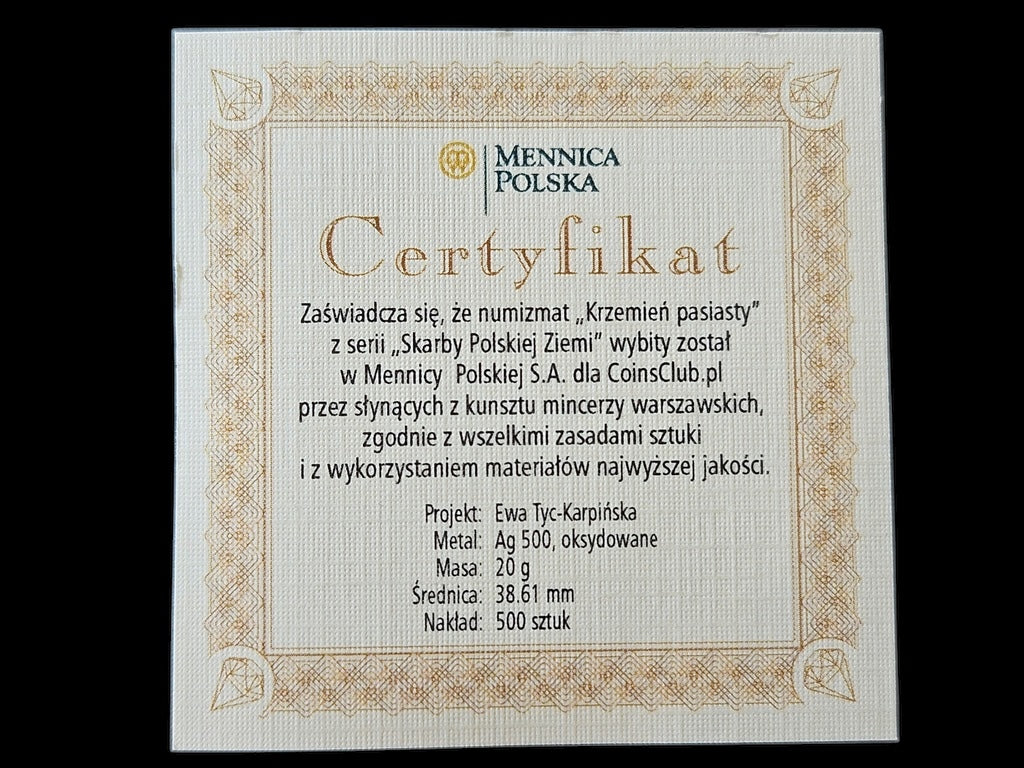 MENNICA
POLSKA
Certyfikat
Zaświadcza się, że numizmat „Krzemień pasiasty”
z serii „Skarby Polskiej Ziemi” wybity został
w Mennicy Polskiej S.A. dla CoinsClub.pl
przez słynących z kunsztu mincerzy warszawskich,
zgodnie z wszelkimi zasadami sztuki
i z wykorzystaniem materiałów najwyższej jakości.
Projekt: Ewa Tyc-Karpińska
Metal: Ag 500, oksydowane
Masa: 20 g
Średnica: 38.61 mm
Nakład: 500 sztuk